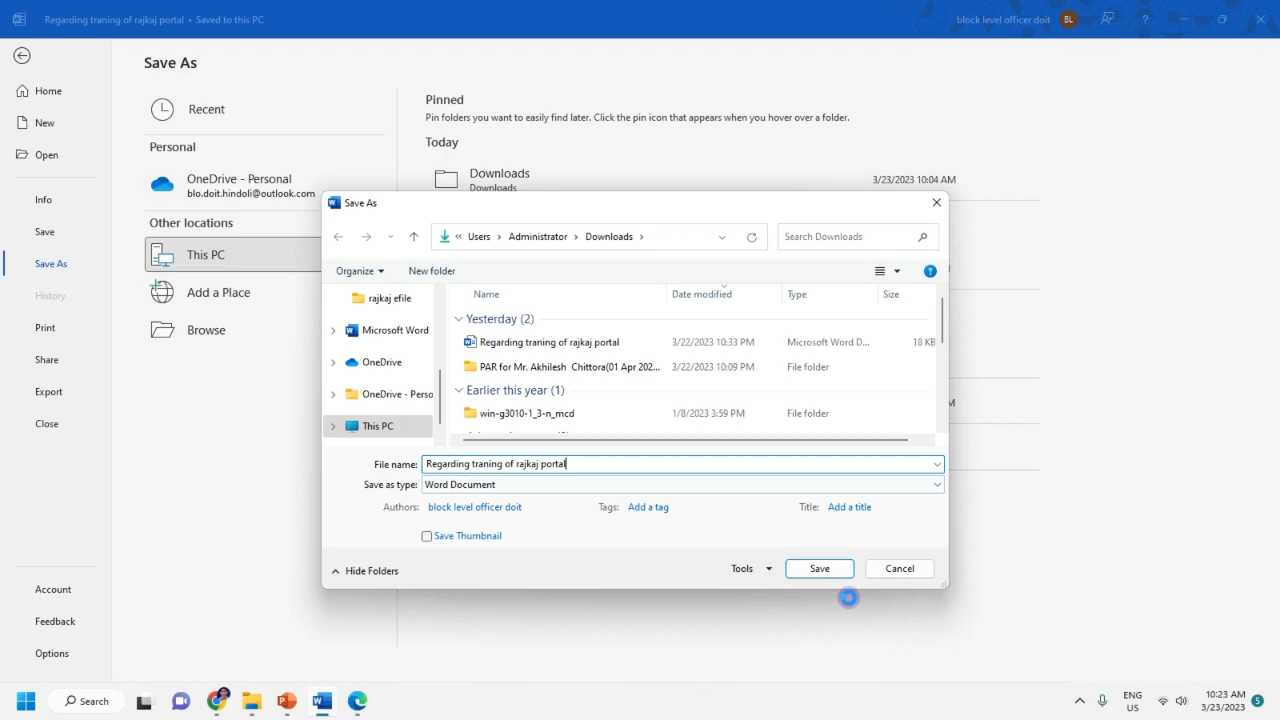 Regarding traning of rajkaj portal • Saved to this PC
block level officer doit BL ?
Save As
Home
New
Open
Info
Save
Save As
History
Print
Share
Export
Close
Account
Feedback
Options
Recent
Personal
OneDrive - Personal
blo.doit.hindoli@outlook.com
Other locations
This PC
Add a Place
Browse
Pinned
Pin folders you want to easily find later. Click the pin icon that appears when you hover over a folder.
Today
Downloads 3/23/2023 10:04 AM
Downloads
Save As
« Users › Administrator › Downloads ›
Search Downloads
Organize New folder ?
rajkaj efile
Microsoft Word
OneDrive
OneDrive - Perso
This PC
Name Date modified Type Size
Yesterday (2)
Regarding traning of rajkaj portal 3/22/2023 10:33 PM Microsoft Word D... 18 KB
PAR for Mr. Akhilesh Chittora(01 Apr 202... 3/22/2023 10:09 PM File folder
Earlier this year (1)
win-g3010-1_3-n_mcd 1/8/2023 3:59 PM File folder
File name: Regarding traning of rajkaj portal
Save as type: Word Document
Authors: block level officer doit Tags: Add a tag Title: Add a title
Save Thumbnail
Hide Folders Tools Save Cancel
Search
ENG
US
10:23 AM
3/23/2023
5